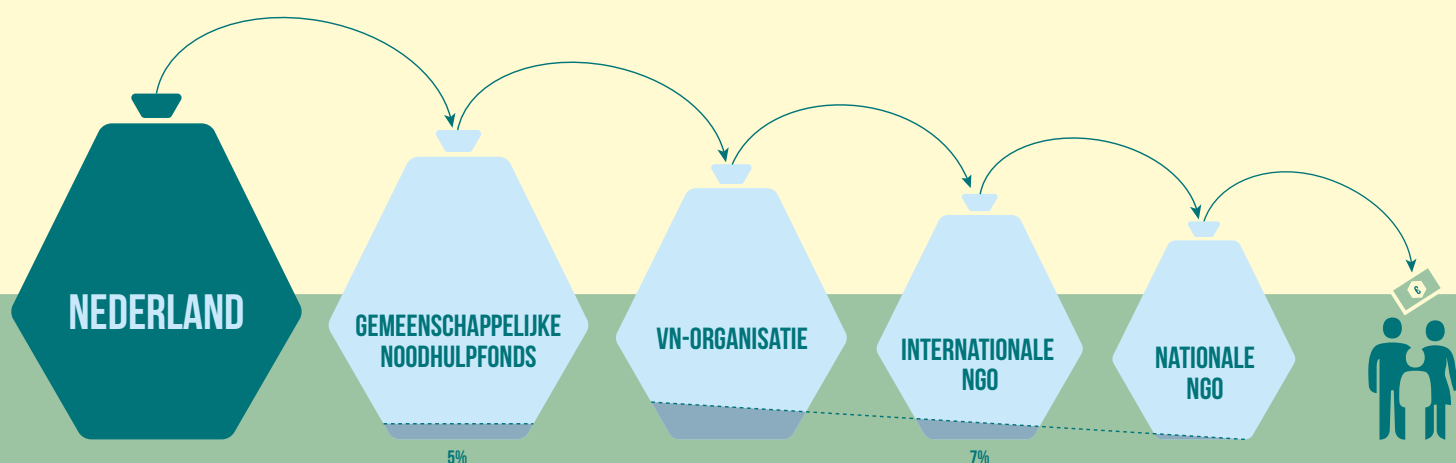 NEDERLAND
GEMEENSCHAPPELIJKE
NOODHULPFONDS
VN-ORGANISATIE
INTERNATIONALE
NGO
NATIONALE
NGO
€
5%
7%